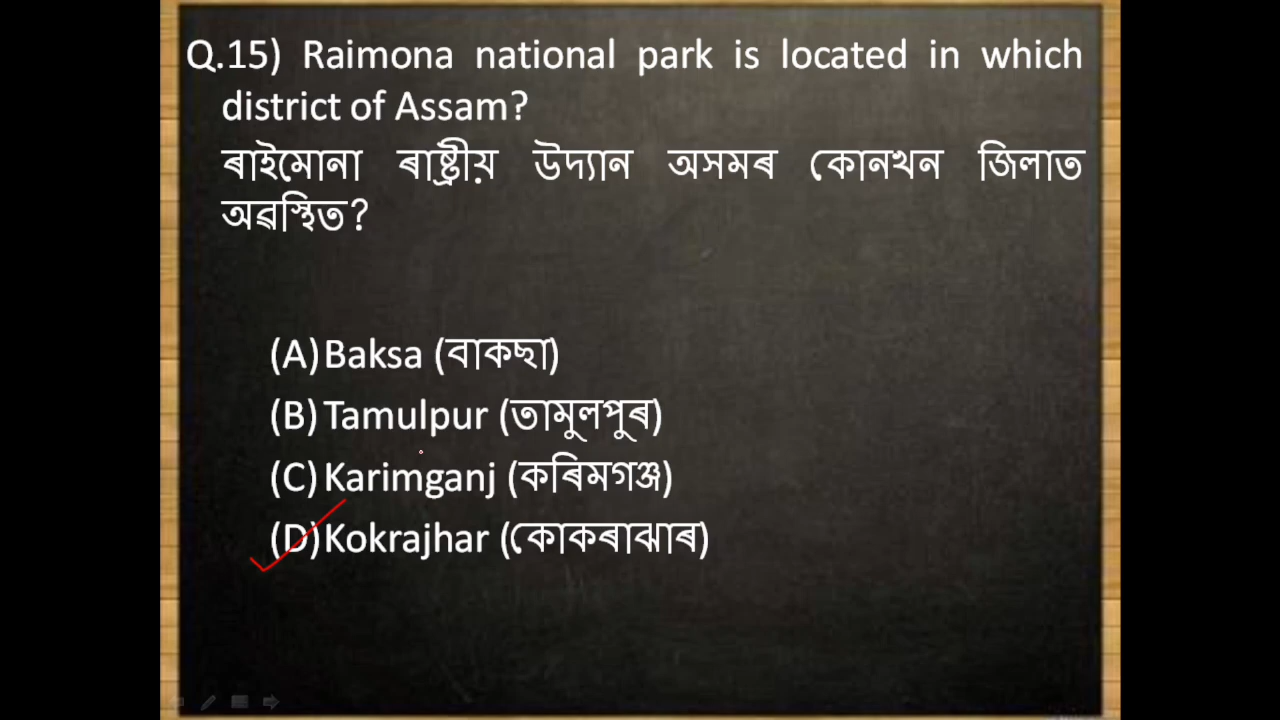 Q.15) Raimona national park is located in which
district of Assam?
ৰাইমোনা ৰাষ্ট্ৰীয় উদ্যান অসমৰ কোনখন জিলাত
অৱস্থিত?
(A) Baksa (বাকছা)
(B) Tamulpur (তামুলপুৰ)
(C) Karimganj (কৰিমগঞ্জ)
(D) Kokrajhar (কোকৰাঝাৰ)